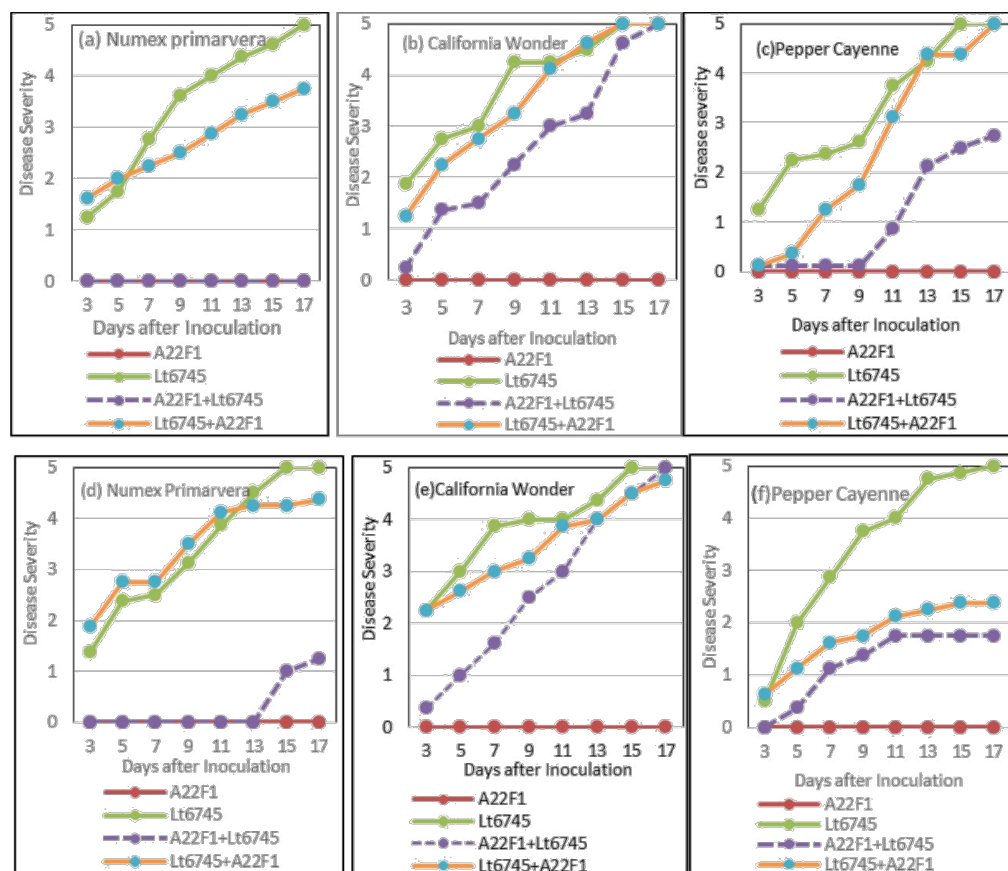 (a) Numex primarvera
Disease Severity
5
4
3
2
1
0
3 5 7 9 11 13 15 17
Days after Inoculation
A22F1
Lt6745
A22F1+Lt6745
Lt6745+A22F1
(b) California Wonder
Disease Severity
5
4
3
2
1
0
3 5 7 9 11 13 15 17
Days after Inoculation
A22F1
Lt6745
A22F1+Lt6745
Lt6745+A22F1
(c)Pepper Cayenne
Disease severity
5
4
3
2
1
0
3 5 7 9 11 13 15 17
Days after Inoculation
A22F1
Lt6745
A22F1+Lt6745
Lt6745+A22F1
(d) Numex Primarvera
Disease Severity
5
4
3
2
1
0
3 5 7 9 11 13 15 17
Days after Inoculation
A22F1
Lt6745
A22F1+Lt6745
Lt6745+A22F1
(e)California Wonder
Disease Severity
5
4
3
2
1
0
3 5 7 9 11 13 15 17
Days after Inoculation
A22F1
Lt6745
A22F1+Lt6745
Lt6745+A22F1
(f)Pepper Cayenne
Disease Severity
5
4
3
2
1
0
3 5 7 9 11 13 15 17
Days after Inoculation
A22F1
Lt6745
A22F1+Lt6745
Lt6745+A22F1